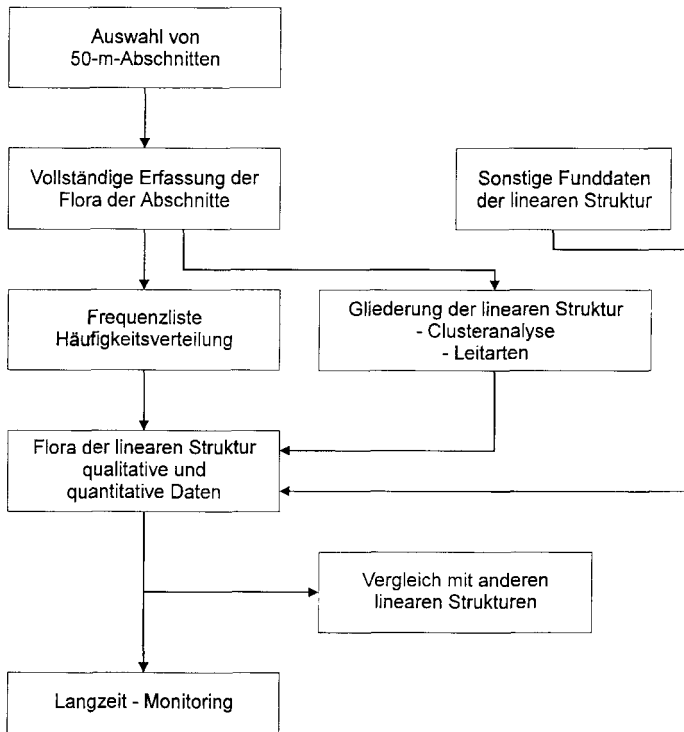 Auswahl von
50-m-Abschnitten
Vollständige Erfassung der
Flora der Abschnitte
Sonstige Funddaten
der linearen Struktur
Frequenzliste
Häufigkeitsverteilung
Gliederung der linearen Struktur
- Clusteranalyse
- Leitarten
Flora der linearen Struktur
qualitative und
quantitative Daten
Vergleich mit anderen
linearen Strukturen
Langzeit - Monitoring